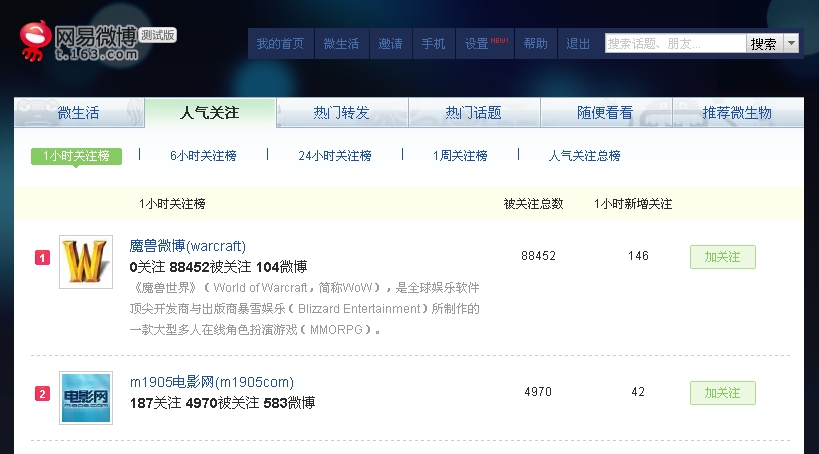 网易微博 测试版
t.163.com
我的首页 微生活 邀请 手机 设置 NEW! 帮助 退出 搜索话题、朋友... 搜索
微生活 人气关注 热门转发 热门话题 随便看看 推荐微生物
1小时关注榜 6小时关注榜 24小时关注榜 1周关注榜 人气关注总榜
1小时关注榜 被关注总数 1小时新增关注
1 W 魔兽微博(warcraft) 88452 146 加关注
0关注 88452被关注 104微博
《魔兽世界》（World of Warcraft，简称WoW），是全球娱乐软件
顶尖开发商与出版商暴雪娱乐（Blizzard Entertainment）所制作的
一款大型多人在线角色扮演游戏（MMORPG）。
2 电影网 m1905电影网(m1905com) 4970 42 加关注
187关注 4970被关注 583微博